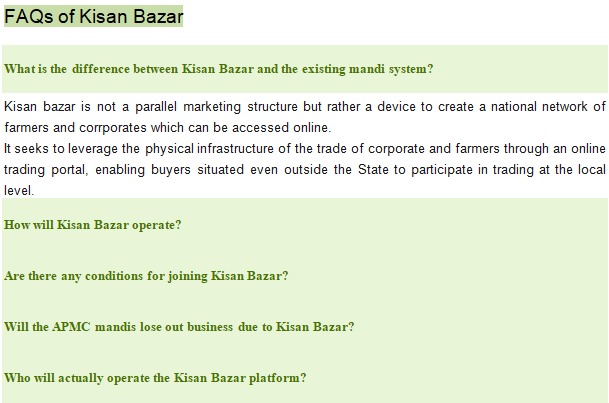 FAQs of Kisan Bazar
What is the difference between Kisan Bazar and the existing mandi system?
Kisan bazar is not a parallel marketing structure but rather a device to create a national network of
farmers and corrporates which can be accessed online.
It seeks to leverage the physical infrastructure of the trade of corporate and farmers through an online
trading portal, enabling buyers situated even outside the State to participate in trading at the local
level.
How will Kisan Bazar operate?
Are there any conditions for joining Kisan Bazar?
Will the APMC mandis lose out business due to Kisan Bazar?
Who will actually operate the Kisan Bazar platform?